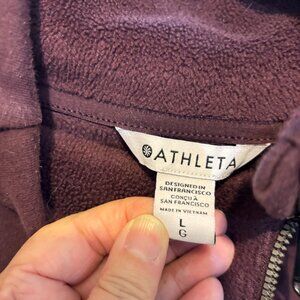 ATHLETA
DESIGNED IN
SAN FRANCISCO
CONÇU À
SAN FRANCISCO
MADE IN VIETNAM
L
G